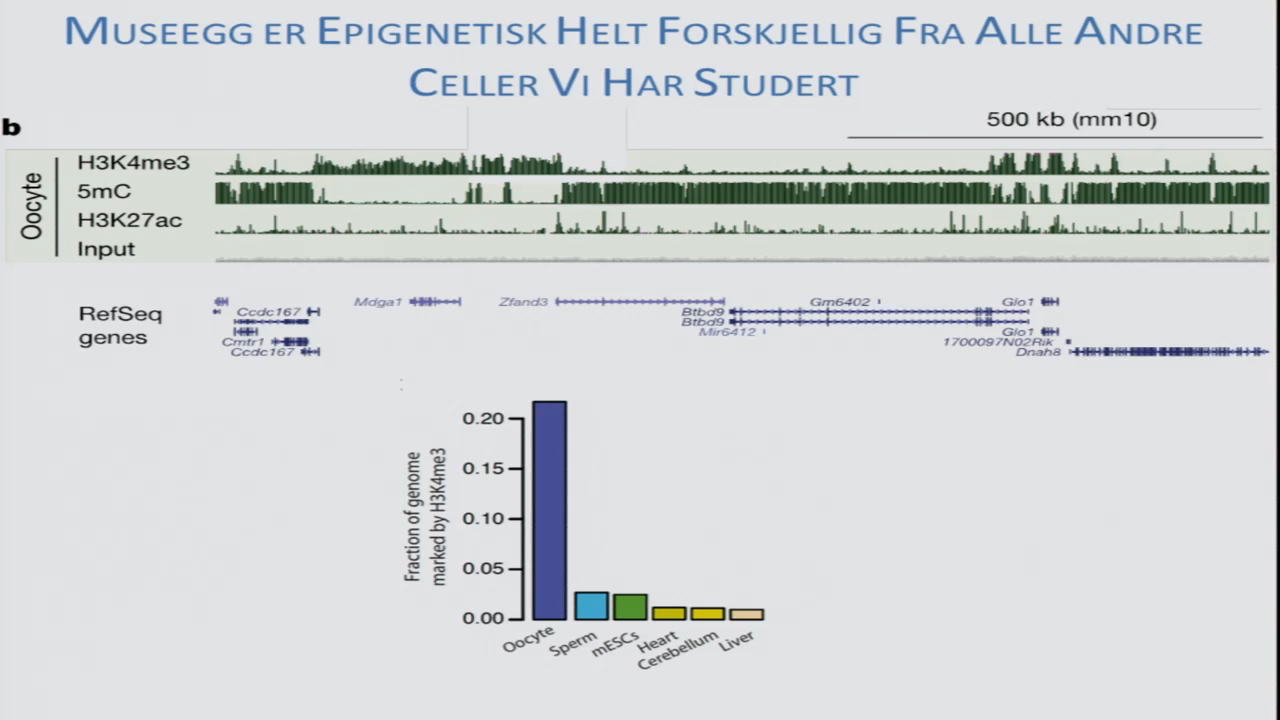 MUSEEGG ER EPIGENETISK HELT FORSKJELLIG FRA ALLE ANDRE
CELLER VI HAR STUDERT
b
500 kb (mm10)
Oocyte
H3K4me3
5mC
H3K27ac
Input
RefSeq
genes
Mdga1
Zfand3
Gm6402
Glo1
Ccdc167
Btbd9
Btbd9
Mir6412
Glo1
Cmtr1
1700097N02Rik
Ccdc167
Dnah8
Fraction of genome
marked by H3K4me3
0.20
0.15
0.10
0.05
0.00
Oocyte
Sperm
mESCs
Heart
Cerebellum
Liver